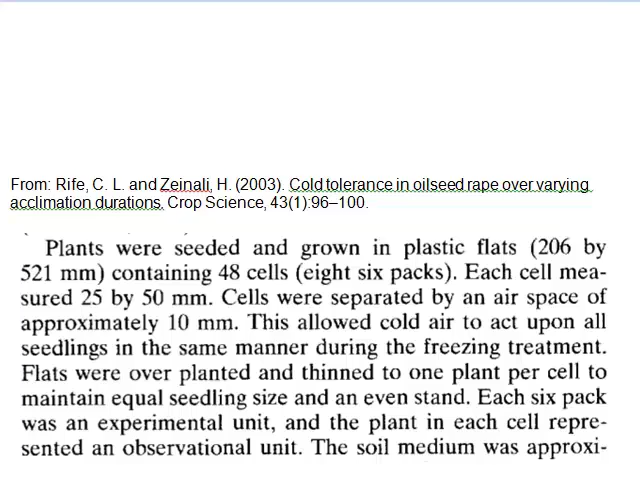 From: Rife, C. L. and Zeinali, H. (2003). Cold tolerance in oilseed rape over varying
acclimation durations. Crop Science, 43(1):96–100.
Plants were seeded and grown in plastic flats (206 by
521 mm) containing 48 cells (eight six packs). Each cell mea-
sured 25 by 50 mm. Cells were separated by an air space of
approximately 10 mm. This allowed cold air to act upon all
seedlings in the same manner during the freezing treatment.
Flats were over planted and thinned to one plant per cell to
maintain equal seedling size and an even stand. Each six pack
was an experimental unit, and the plant in each cell repre-
sented an observational unit. The soil medium was approxi-